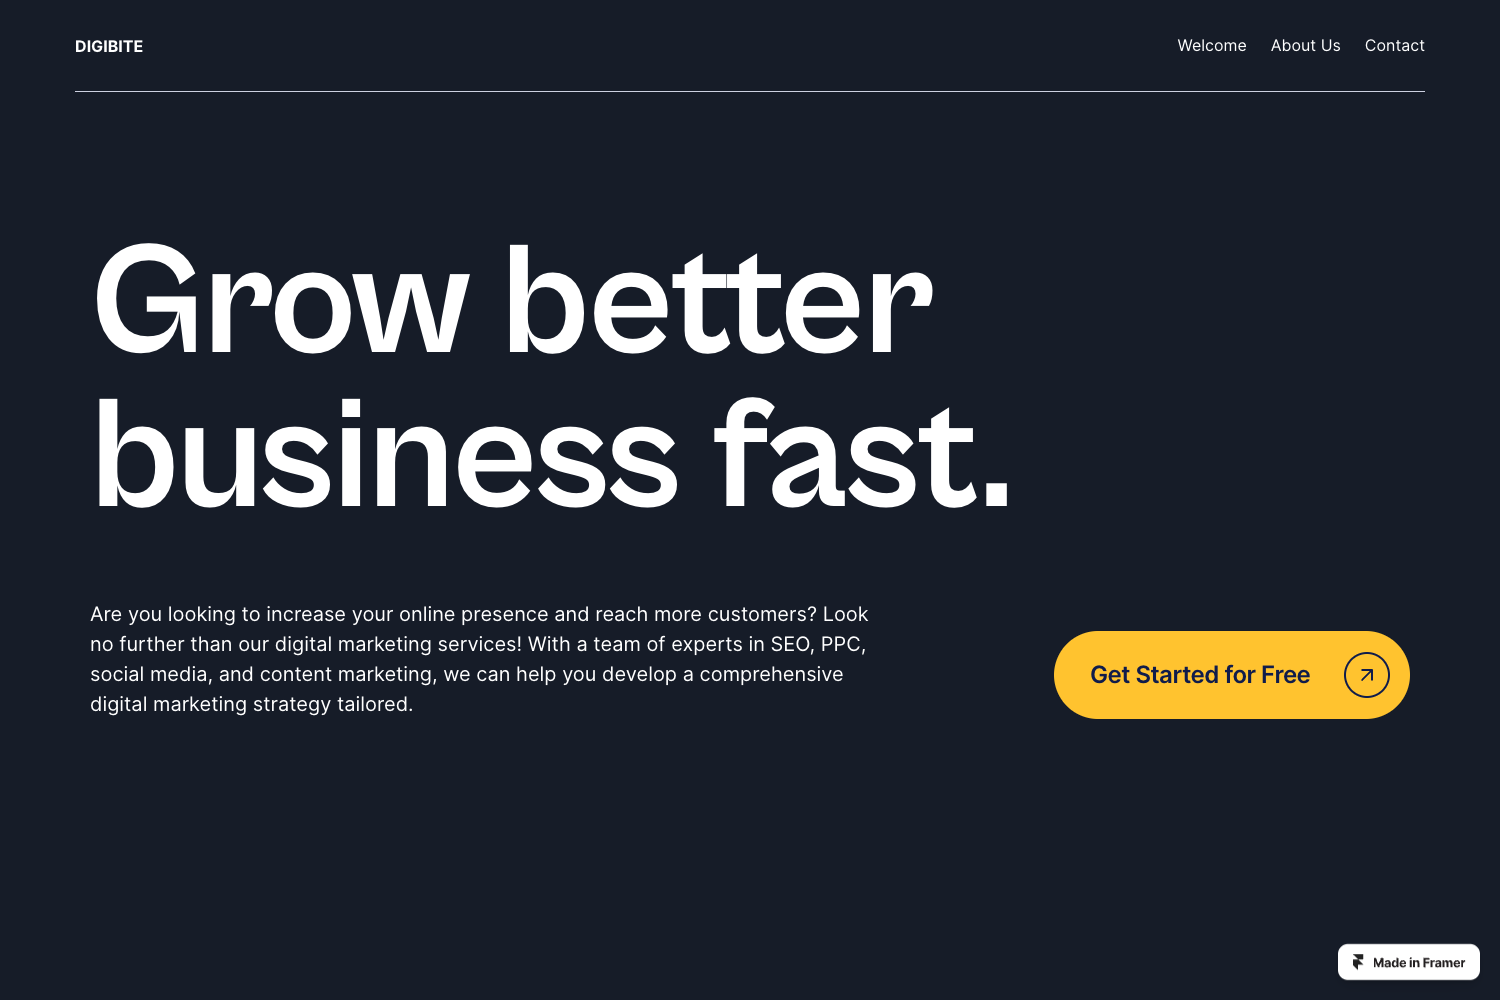 DIGIBITE
Welcome
About Us
Contact
Grow better
business fast.
Are you looking to increase your online presence and reach more customers? Look
no further than our digital marketing services! With a team of experts in SEO, PPC,
social media, and content marketing, we can help you develop a comprehensive
digital marketing strategy tailored.
Get Started for Free
Made in Framer